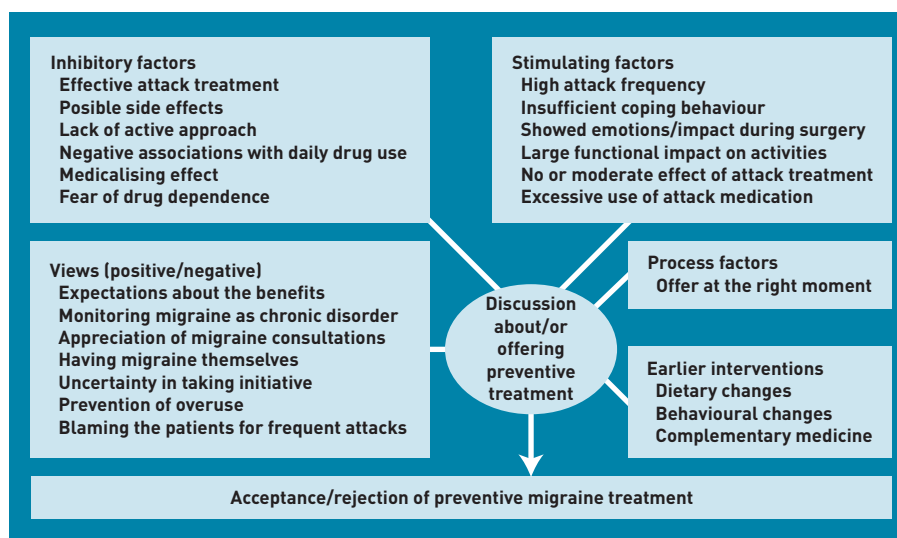 Inhibitory factors
Effective attack treatment
Posible side effects
Lack of active approach
Negative associations with daily drug use
Medicalising effect
Fear of drug dependence
Stimulating factors
High attack frequency
Insufficient coping behaviour
Showed emotions/impact during surgery
Large functional impact on activities
No or moderate effect of attack treatment
Excessive use of attack medication
Views (positive/negative)
Expectations about the benefits
Monitoring migraine as chronic disorder
Appreciation of migraine consultations
Having migraine themselves
Uncertainty in taking initiative
Prevention of overuse
Blaming the patients for frequent attacks
Discussion
about/or
offering
preventive
treatment
Process factors
Offer at the right moment
Earlier interventions
Dietary changes
Behavioural changes
Complementary medicine
Acceptance/rejection of preventive migraine treatment